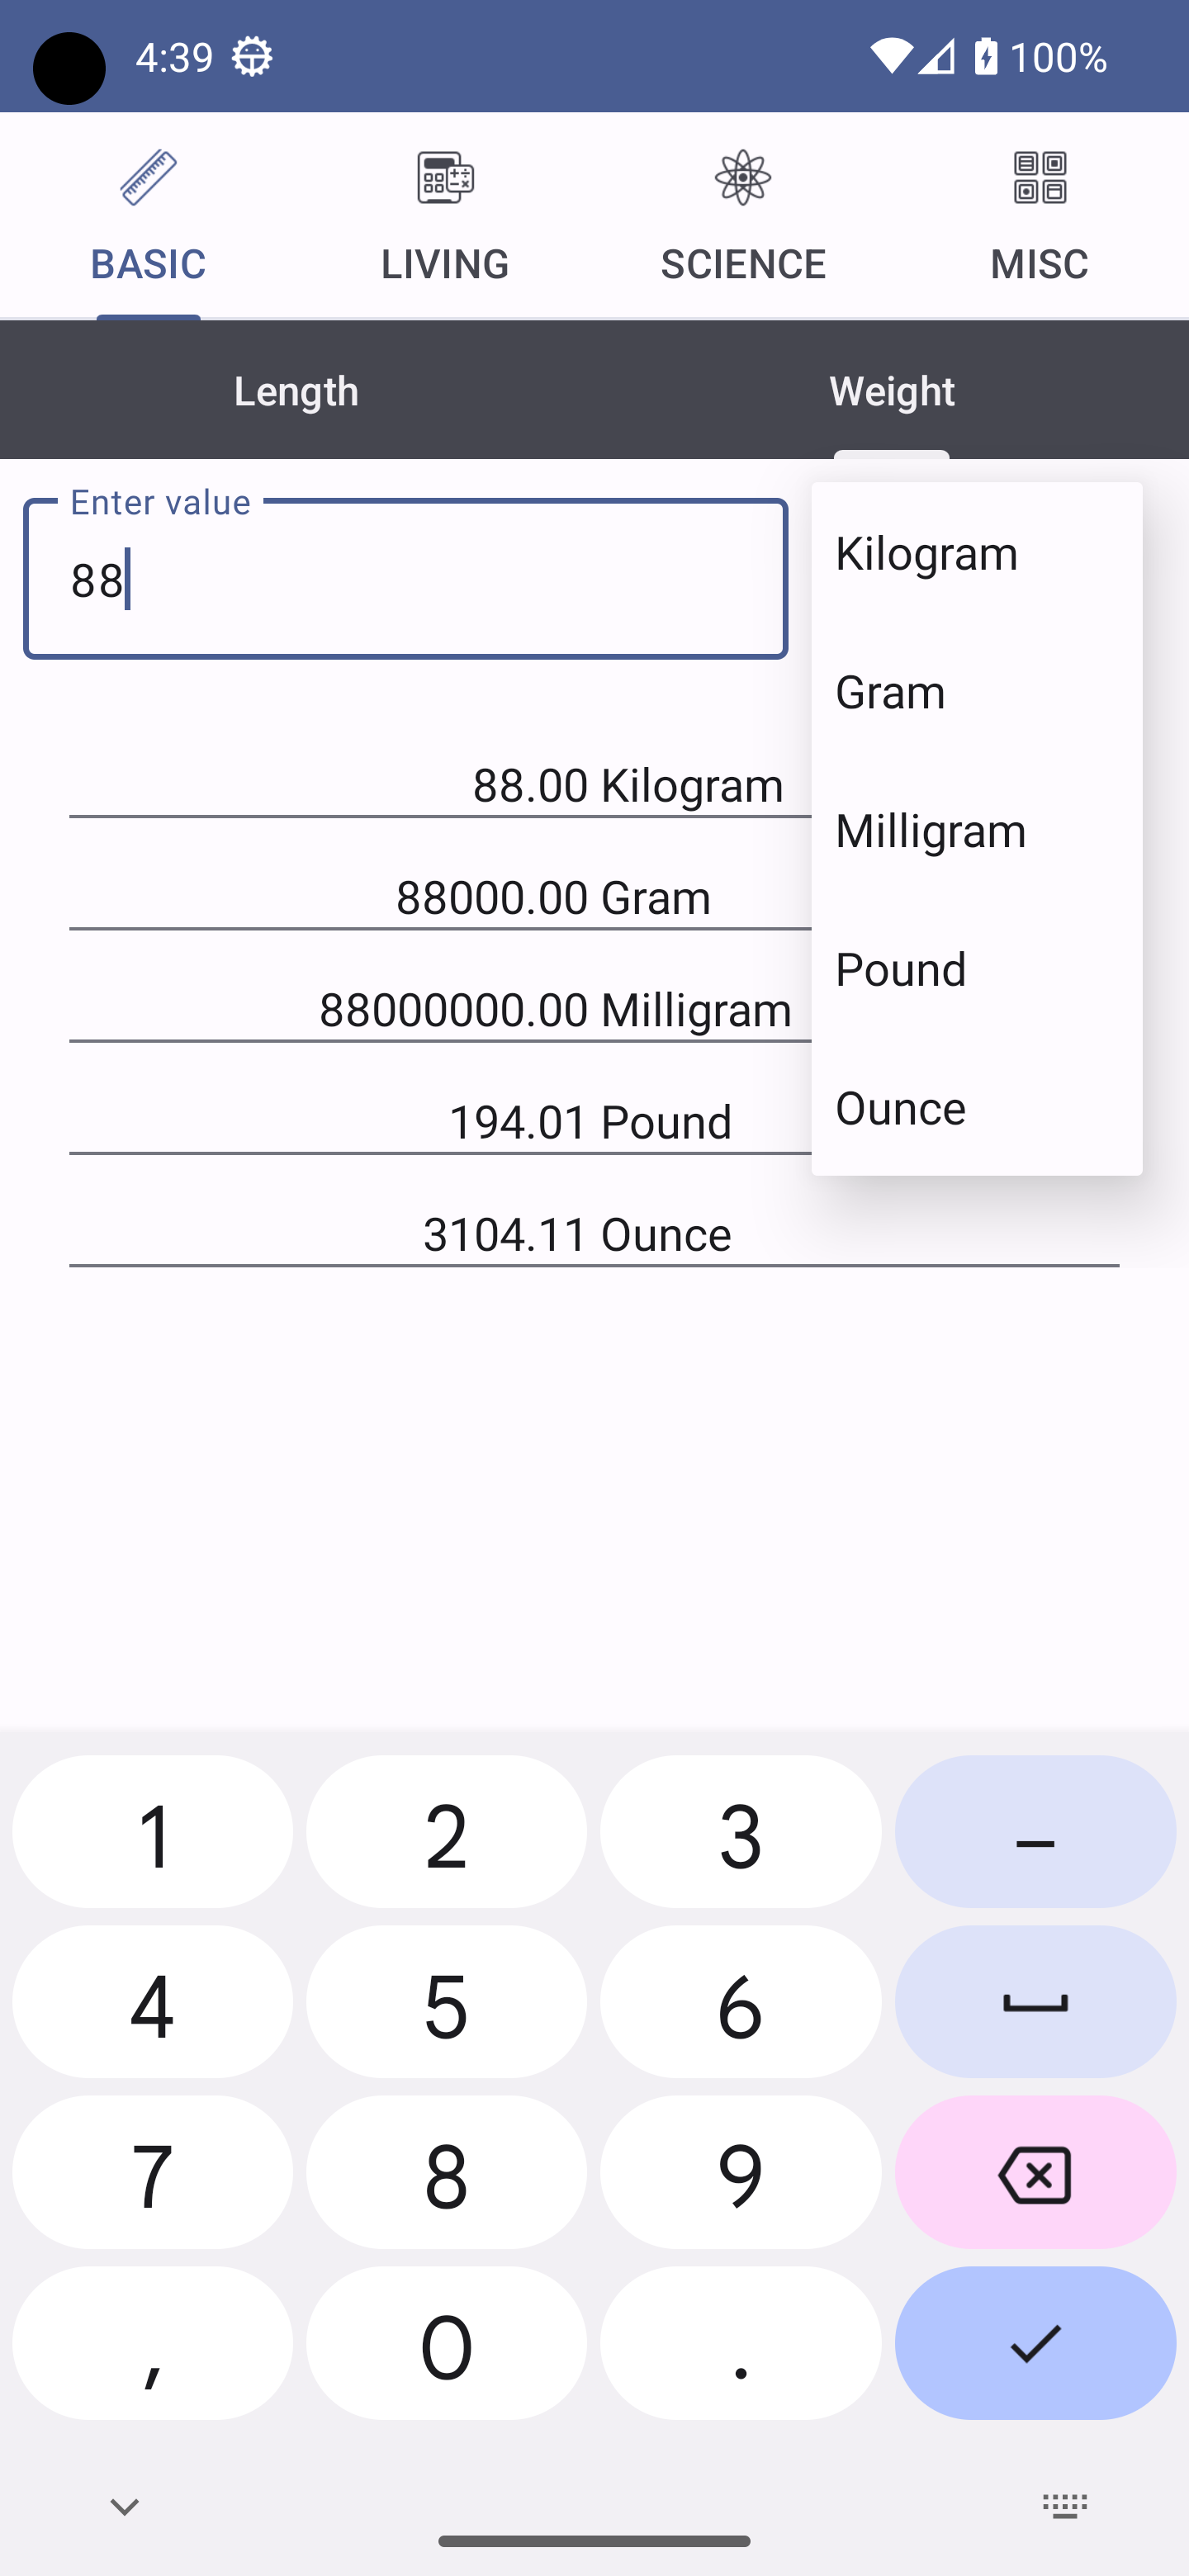 4:39 100%
BASIC LIVING SCIENCE MISC
Length Weight
Enter value
88
Kilogram
Gram
Milligram
Pound
Ounce
88.00 Kilogram
88000.00 Gram
88000000.00 Milligram
194.01 Pound
3104.11 Ounce
1 2 3 –
4 5 6
7 8 9
, 0 .